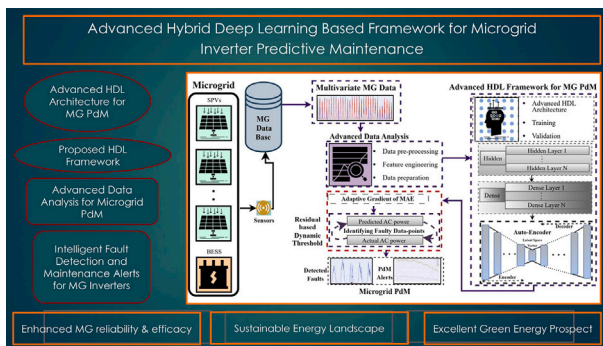 Advanced Hybrid Deep Learning Based Framework for Microgrid
Inverter Predictive Maintenance
Advanced HDL
Architecture for
MG PdM
Proposed HDL
Framework
Advanced Data
Analysis for Microgrid
PdM
Intelligent Fault
Detection and
Maintenance Alerts
for MG Inverters
Microgrid
SPVs
BESS
MG
Data
Base
Sensors
Multivariate MG Data
Advanced Data Analysis
Data pre-processing
Feature engineering
Data preparation
Adaptive Gradient of MAE
Residual
based
Dynamic
Threshold
Predicted AC power
Identifying Faulty Data-points
Actual AC power
Detected
Faults
PdM
Alerts
Microgrid PdM
Advanced HDL Framework for MG PdM
• Advanced HDL
Architecture
• Training
• Validation
Hidden
Hidden Layer 1
Hidden Layer N
Dense
Dense Layer 1
Dense Layer N
Auto-Encoder
Decoder
Latent Space
Encoder
Enhanced MG reliability & efficacy
Sustainable Energy Landscape
Excellent Green Energy Prospect